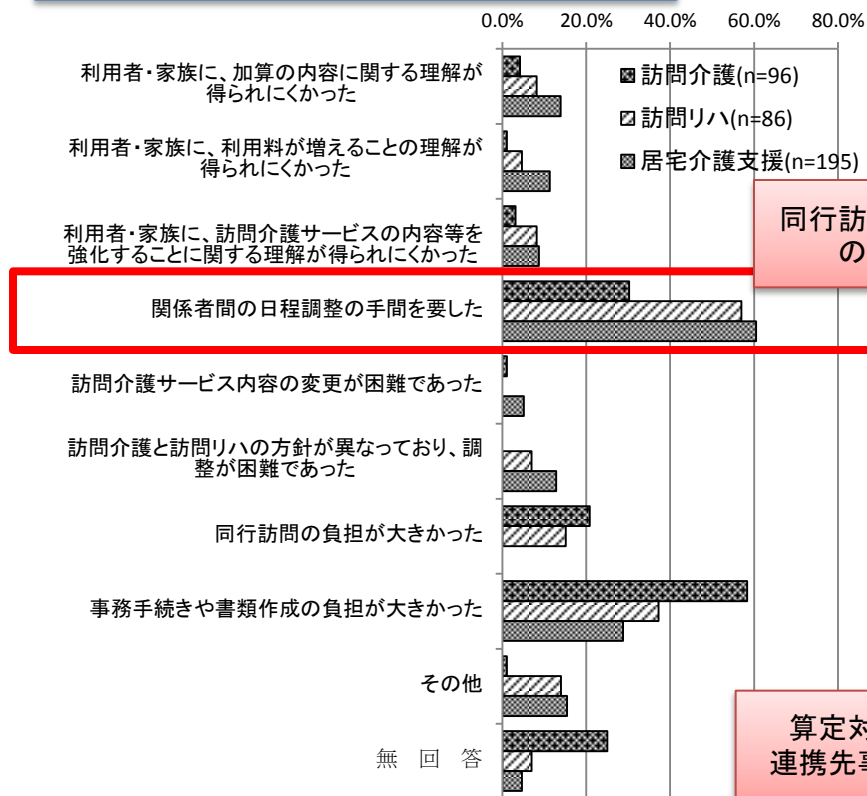 0.0% 20.0% 40.0% 60.0% 80.0%
利用者・家族に、加算の内容に関する理解が
得られにくかった
利用者・家族に、利用料が増えることの理解が
得られにくかった
利用者・家族に、訪問介護サービスの内容等を
強化することに関する理解が得られにくかった
関係者間の日程調整の手間を要した
訪問介護サービス内容の変更が困難であった
訪問介護と訪問リハの方針が異なっており、調
整が困難であった
同行訪問の負担が大きかった
事務手続きや書類作成の負担が大きかった
その他
無 回 答
訪問介護(n=96)
訪問リハ(n=86)
居宅介護支援(n=195)
同行訪
の
算定対
連携先事